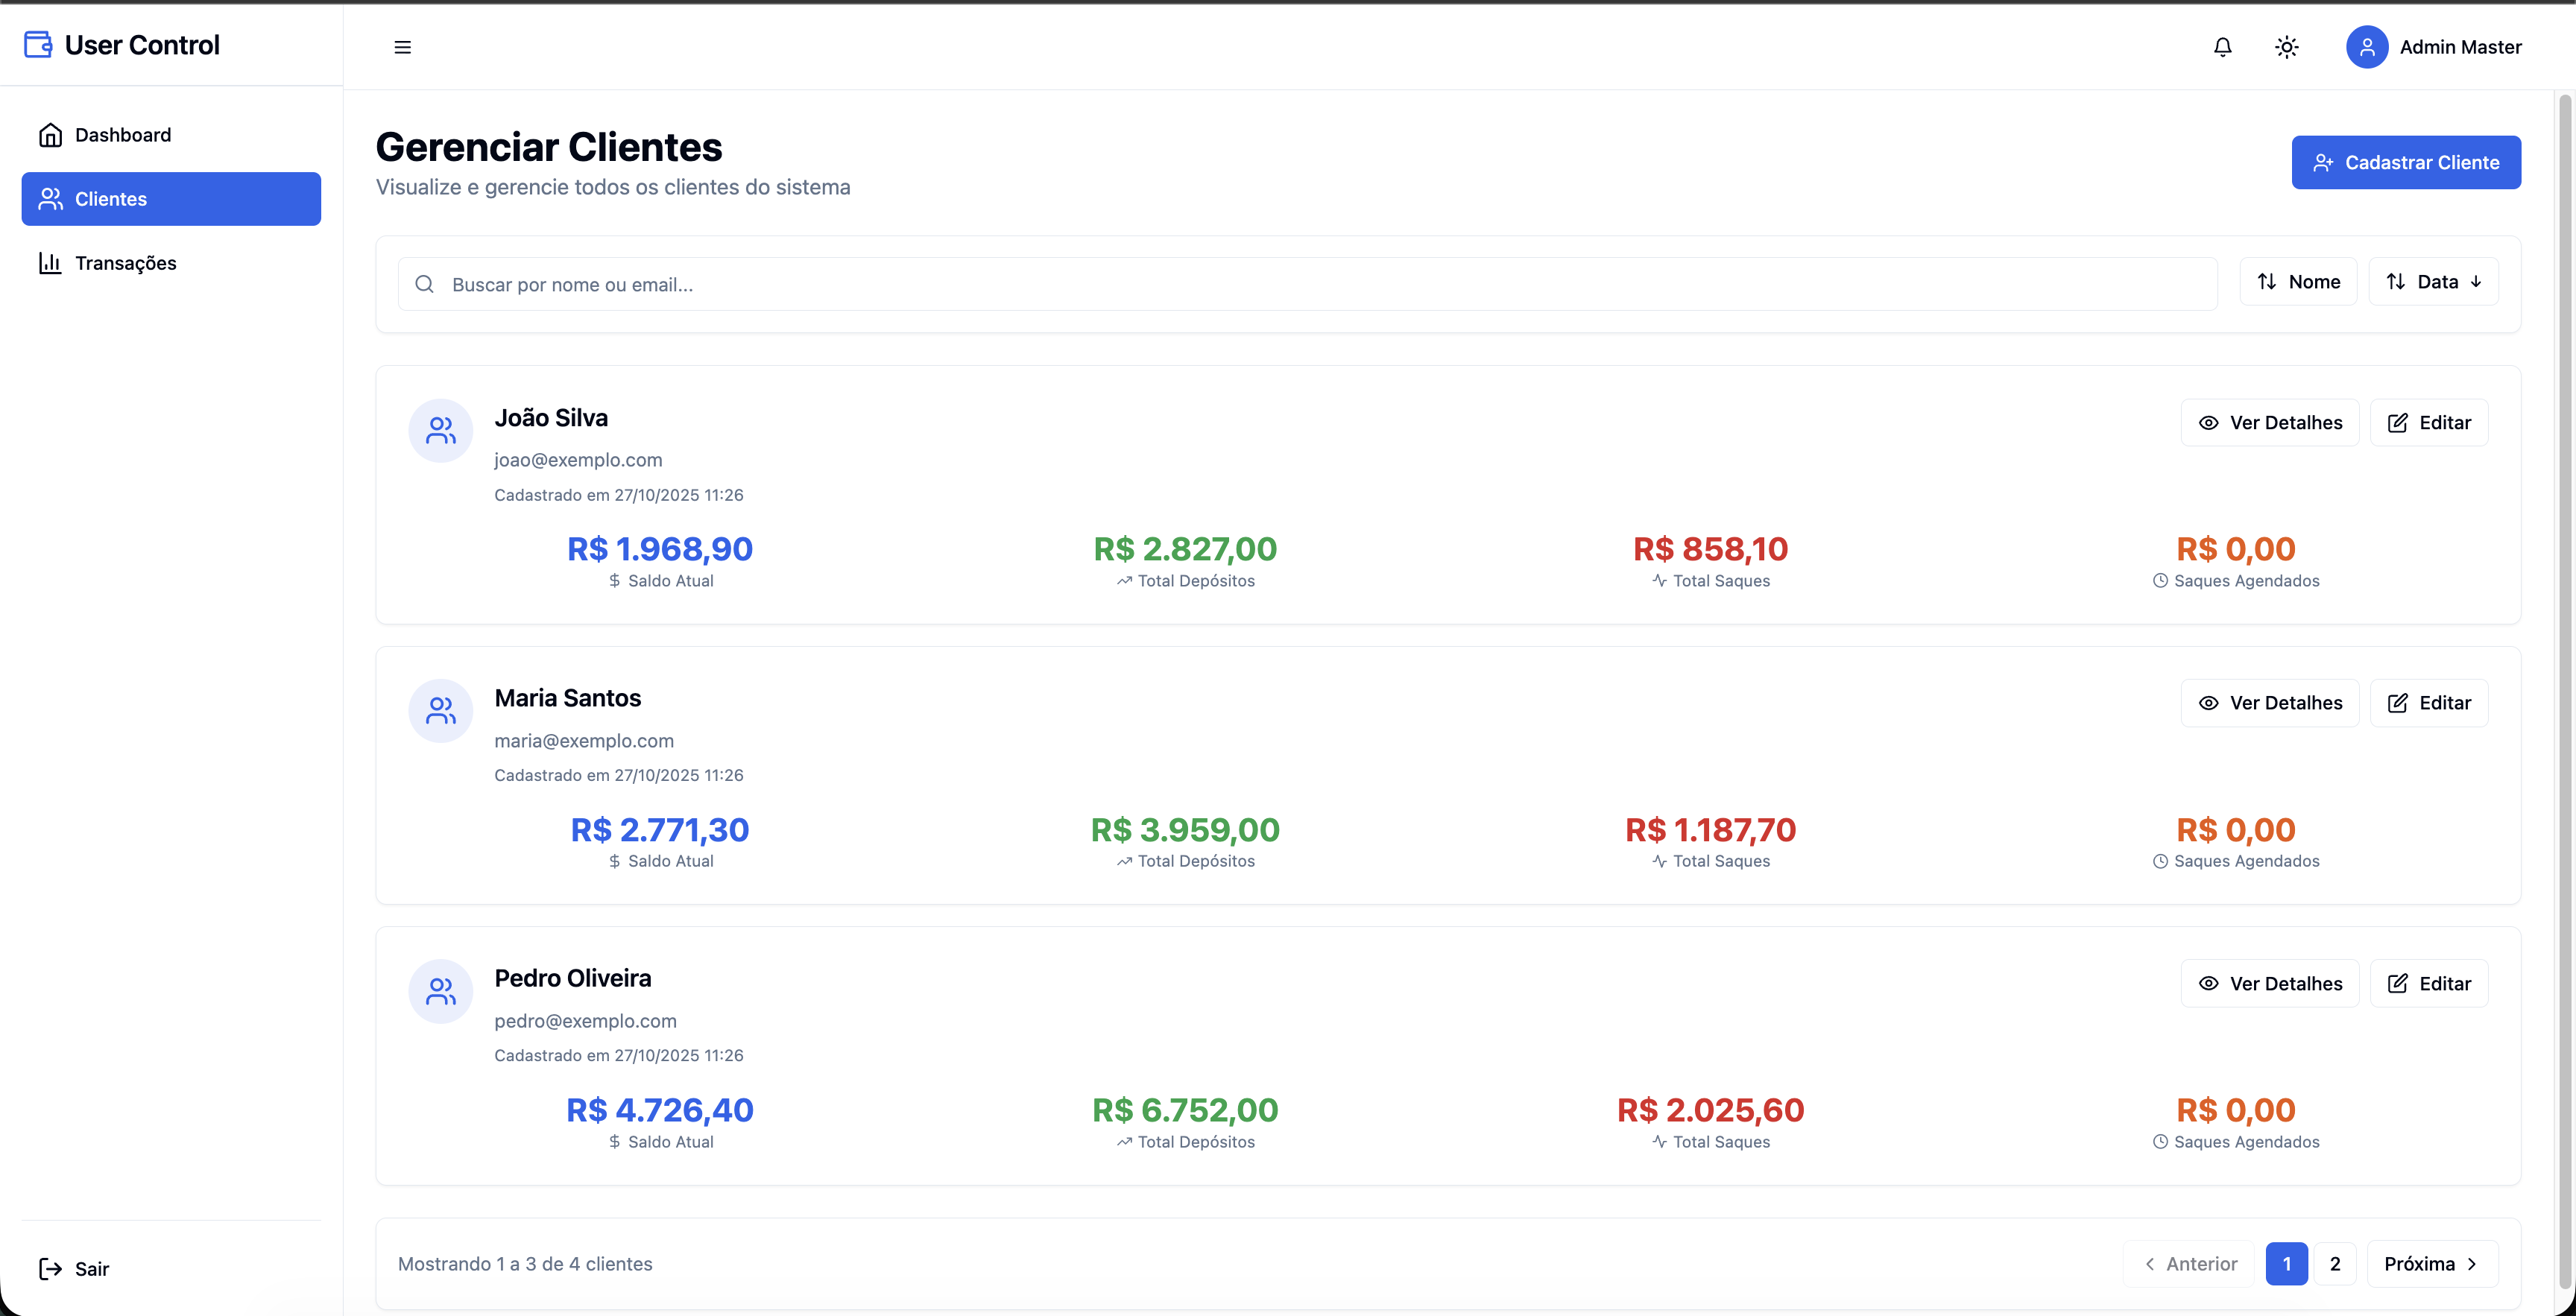 User Control
Admin Master
Dashboard
Clientes
Transações
Sair
Gerenciar Clientes
Visualize e gerencie todos os clientes do sistema
Cadastrar Cliente
Buscar por nome ou email...
Nome
Data
João Silva
joao@exemplo.com
Cadastrado em 27/10/2025 11:26
Ver Detalhes
Editar
R$ 1.968,90
Saldo Atual
R$ 2.827,00
Total Depósitos
R$ 858,10
Total Saques
R$ 0,00
Saques Agendados
Maria Santos
maria@exemplo.com
Cadastrado em 27/10/2025 11:26
Ver Detalhes
Editar
R$ 2.771,30
Saldo Atual
R$ 3.959,00
Total Depósitos
R$ 1.187,70
Total Saques
R$ 0,00
Saques Agendados
Pedro Oliveira
pedro@exemplo.com
Cadastrado em 27/10/2025 11:26
Ver Detalhes
Editar
R$ 4.726,40
Saldo Atual
R$ 6.752,00
Total Depósitos
R$ 2.025,60
Total Saques
R$ 0,00
Saques Agendados
Mostrando 1 a 3 de 4 clientes
Anterior
1
2
Próxima